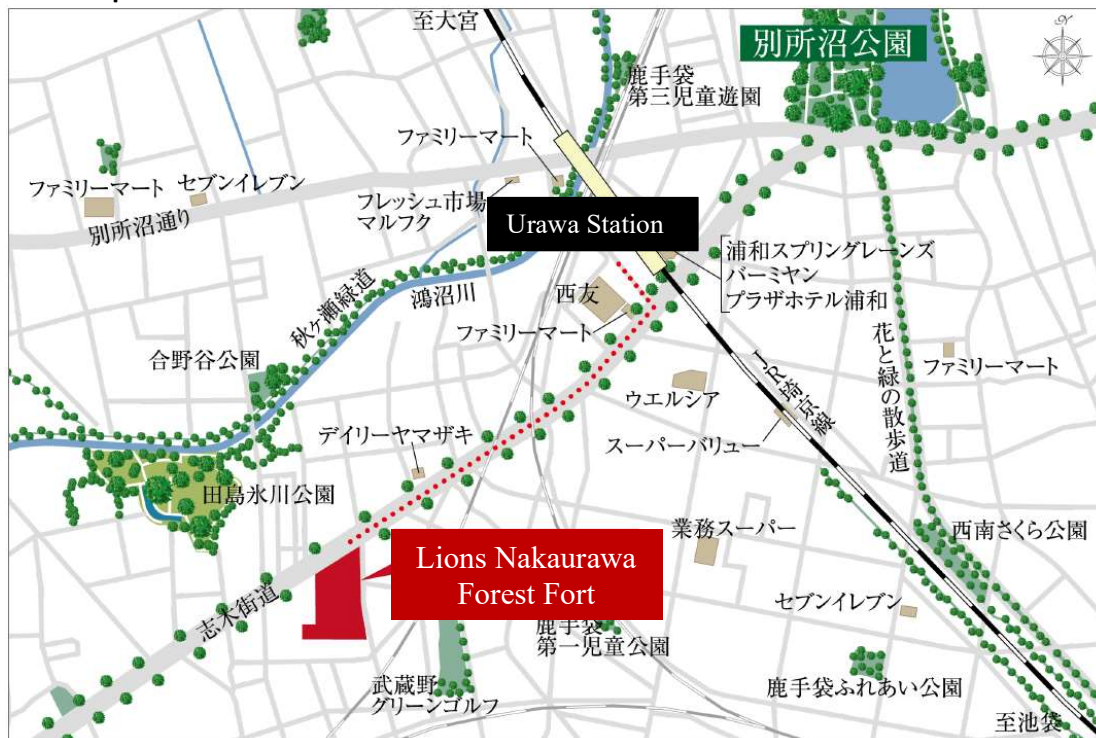 至大宮
別所沼公園
N
鹿手袋
第三児童遊園
ファミリーマート
ファミリーマート
セブンイレブン
フレッシュ市場
マルフク
別所沼通り
Urawa Station
浦和スプリングレーンズ
バーミヤン
プラザホテル浦和
秋ヶ瀬緑道
鴻沼川
西友
ファミリーマート
合野谷公園
花と緑の散歩道
ファミリーマート
JR埼京線
ウエルシア
スーパーバリュー
デイリーヤマザキ
田島氷川公園
業務スーパー
西南さくら公園
Lions Nakaurawa
Forest Fort
志木街道
セブンイレブン
鹿手袋
第一児童公園
武蔵野
グリーンゴルフ
鹿手袋ふれあい公園
至池袋